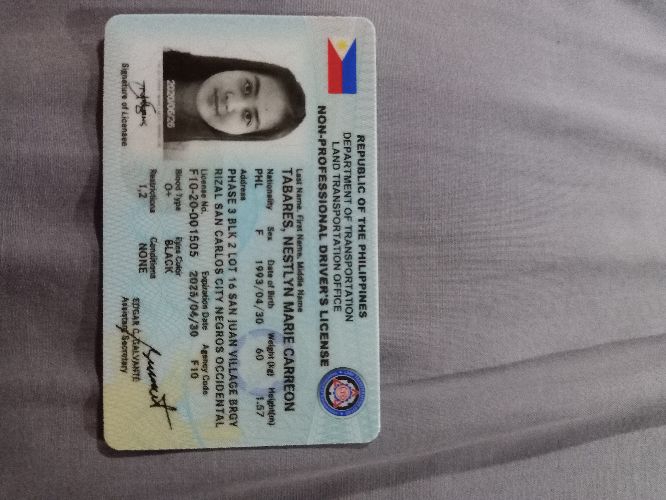 REPUBLIC OF THE PHILIPPINES
DEPARTMENT OF TRANSPORTATION
LAND TRANSPORTATION OFFICE
NON-PROFESSIONAL DRIVER'S LICENSE
Last Name, First Name, Middle Name
TABARES, NESTLYN MARIE CARREON
Nationality Sex Date of Birth Weight (kg) Height(m)
PHL F 1993/04/30 60 1.57
Address
PHASE 3 BLK 2 LOT 16 SAN JUAN VILLAGE BRGY
RIZAL SAN CARLOS CITY NEGROS OCCIDENTAL
License No. Expiration Date Agency Code
F10-20-001505 2025/04/30 F10
Blood Type Eyes Color
O+ BLACK
Restrictions Conditions
1,2 NONE
2020/06/26
Signature of Licensee
EDGAR C. GALVANTE
Assistant Secretary